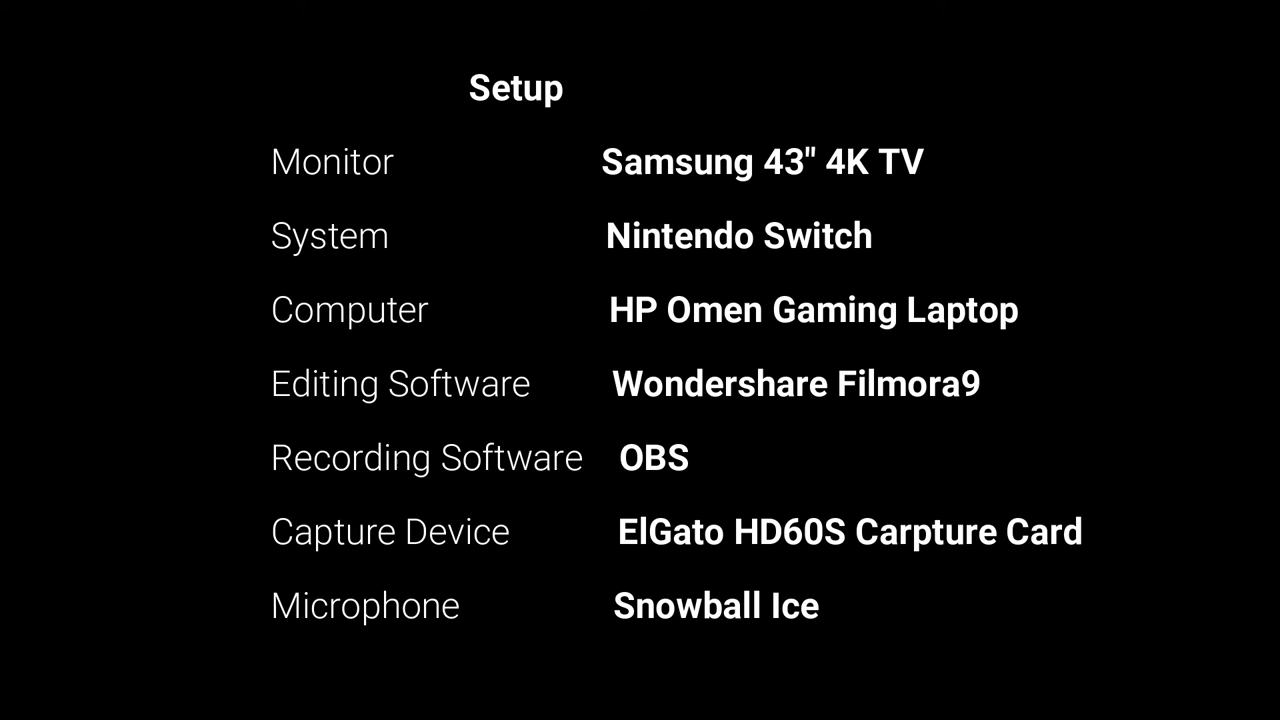 Setup
Monitor Samsung 43" 4K TV
System Nintendo Switch
Computer HP Omen Gaming Laptop
Editing Software Wondershare Filmora9
Recording Software OBS
Capture Device ElGato HD60S Carpture Card
Microphone Snowball Ice